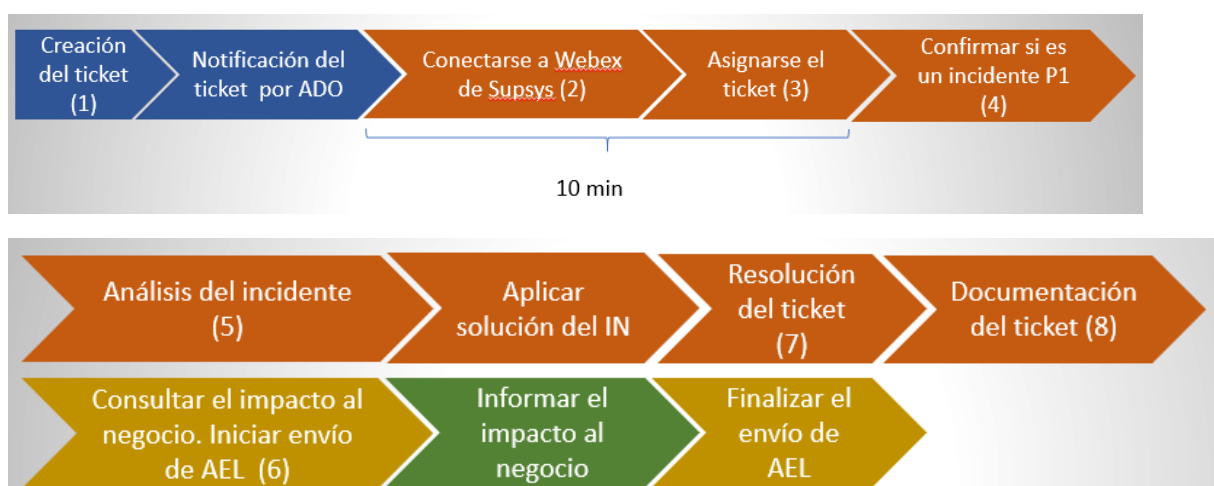 Creación
del ticket
(1)
Notificación del
ticket por ADO
Conectarse a Webex
de Supsys (2)
Asignarse el
ticket (3)
Confirmar si es
un incidente P1
(4)
10 min
Análisis del incidente
(5)
Aplicar
solución del IN
Resolución
del ticket
(7)
Documentación
del ticket (8)
Consultar el impacto al
negocio. Iniciar envío
de AEL (6)
Informar el
impacto al
negocio
Finalizar el
envío de
AEL